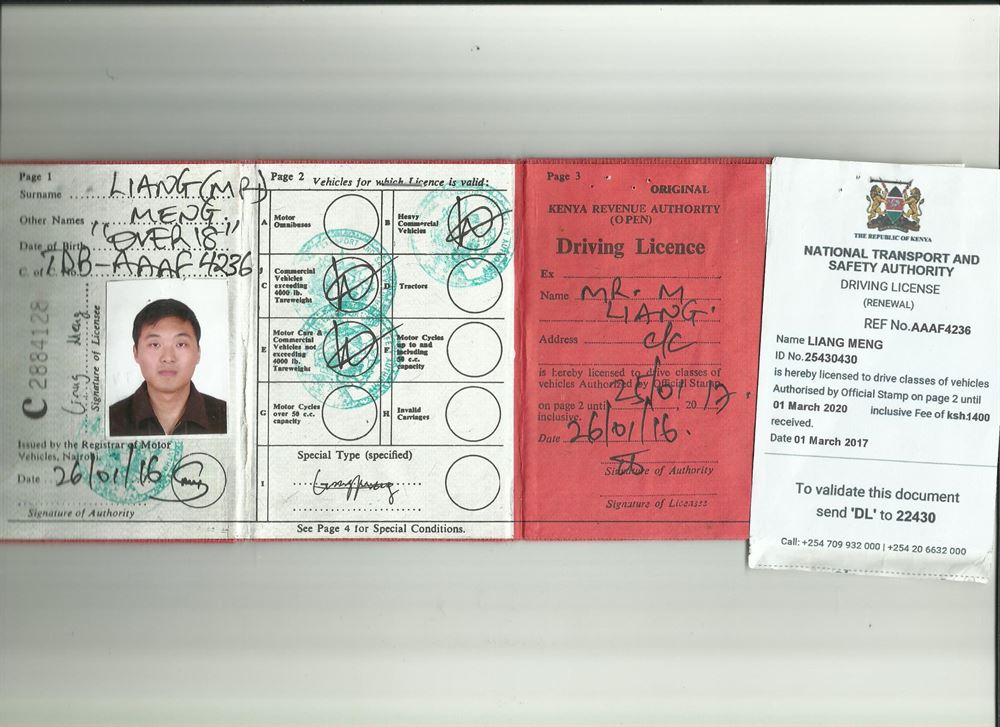 Page 1
Surname LIANG (MR)
Other Names MENG.
"OVER 18"
Date of Birth
C. of C. No. TDB-AAAF4236
C2884128
Liang Meng
Signature of Licensee
Issued by the Registrar of Motor
Vehicles, Nairobi.
Date 26/01/16
Signature of Authority
Page 2
Vehicles for which Licence is valid:
A Motor Omnibuses
B Heavy Commercial Vehicles
C Commercial Vehicles exceeding 4000 lb. Tareweight
D Tractors
E Motor Cars & Commercial Vehicles not exceeding 4000 lb. Tareweight
F Motor Cycles up to and including 50 c.c. capacity
G Motor Cycles over 50 c.c. capacity
H Invalid Carriages
Special Type (specified)
I
See Page 4 for Special Conditions.
Page 3
ORIGINAL
KENYA REVENUE AUTHORITY
(OPEN)
Driving Licence
Ex
Name MR. M
LIANG.
Address c/c
is hereby licensed to drive classes of
vehicles Authorized by Official Stamp
on page 2 until 25/01/ 2017
inclusive.
Date 26/01/16.
Signature of Authority
Signature of Licensee
THE REPUBLIC OF KENYA
NATIONAL TRANSPORT AND
SAFETY AUTHORITY
DRIVING LICENSE
(RENEWAL)
REF No.AAAF4236
Name LIANG MENG
ID No.25430430
is hereby licensed to drive classes of vehicles
Authorised by Official Stamp on page 2 until
01 March 2020 inclusive Fee of ksh1400
received.
Date 01 March 2017
To validate this document
send 'DL' to 22430
Call: +254 709 932 000 | +254 20 6632 000